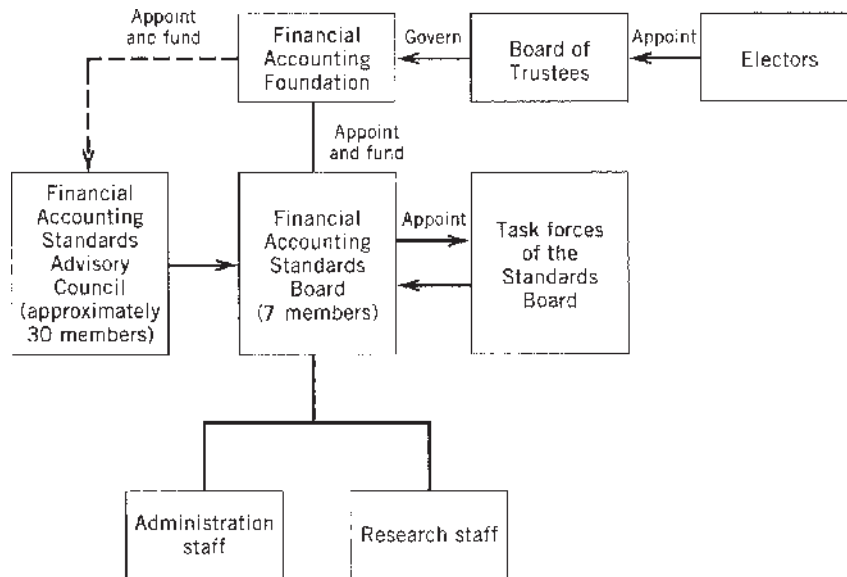 Appoint
and fund
Financial
Accounting
Foundation
Govern
Board of
Trustees
Appoint
Electors
Appoint
and fund
Financial
Accounting
Standards
Advisory
Council
(approximately
30 members)
Financial
Accounting
Standards
Board
(7 members)
Appoint
Task forces
of the
Standards
Board
Administration
staff
Research staff